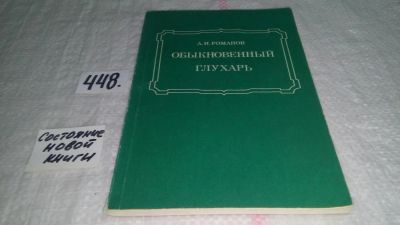 А.Н.РОМАНОВ
ОБЫКНОВЕННЫЙ
ГЛУХАРЬ
448.
Состояние
новой
книги